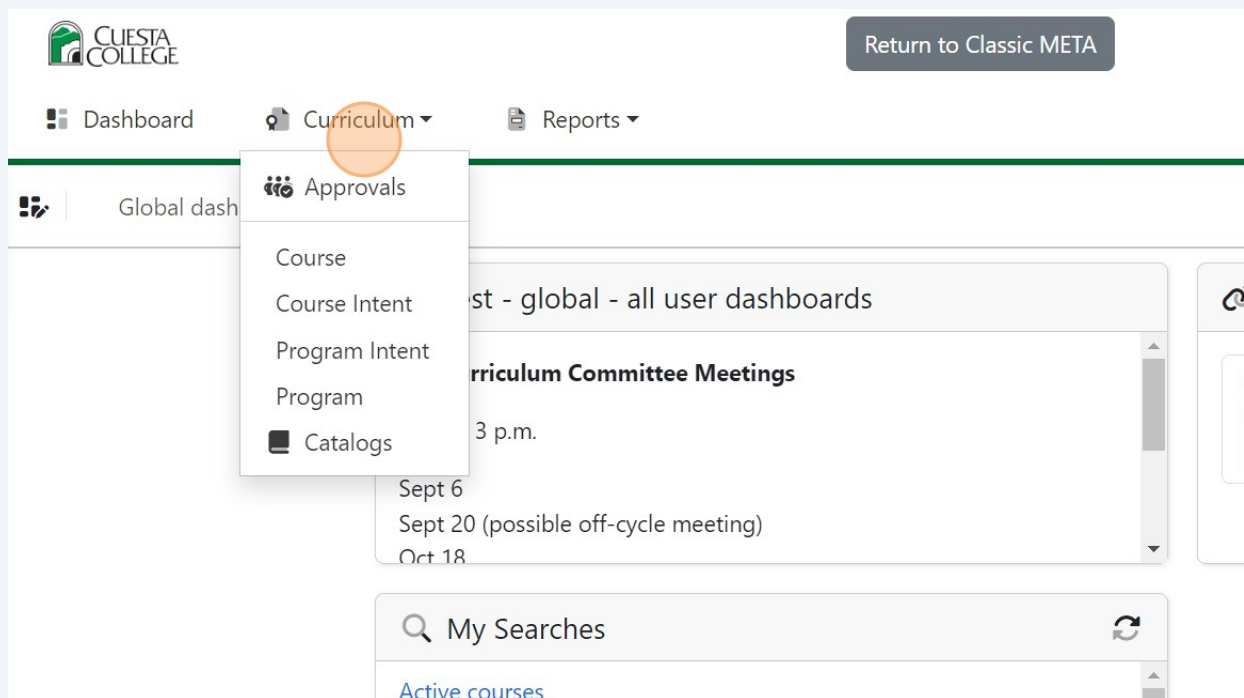 CUESTA
COLLEGE
Return to Classic META
Dashboard
Curriculum
Reports
Approvals
Global dash
Course
Course Intent
Program Intent
Program
Catalogs
st - global - all user dashboards
rriculum Committee Meetings
3 p.m.
Sept 6
Sept 20 (possible off-cycle meeting)
Oct 18
My Searches
Active courses